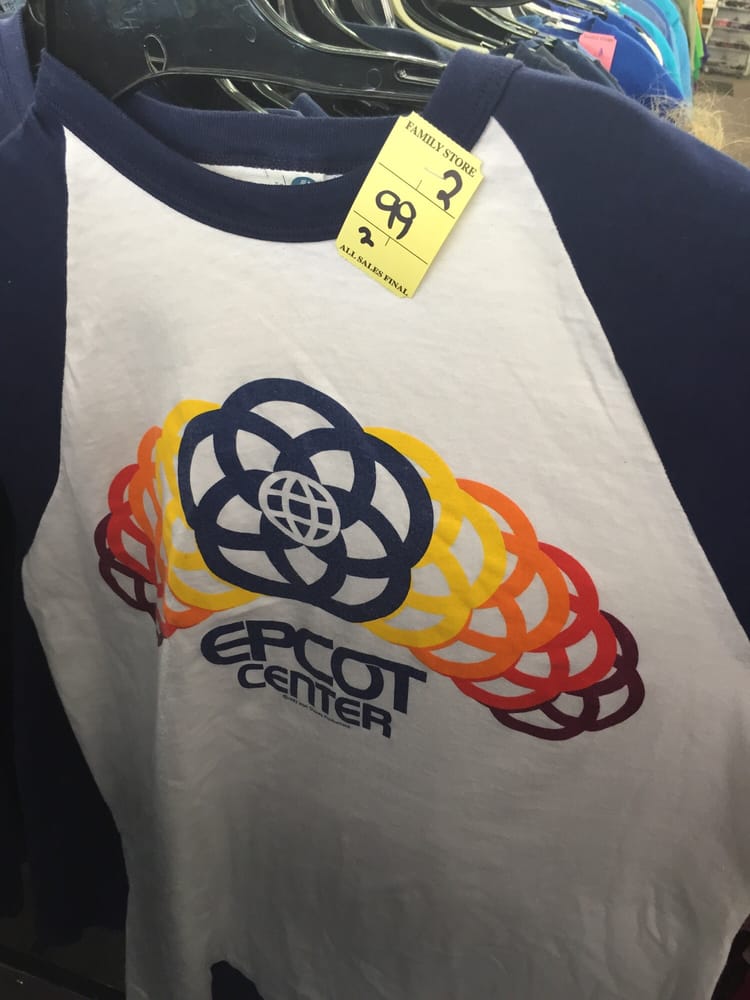 FAMILY STORE
2
99
2
ALL SALES FINAL
EPCOT
CENTER